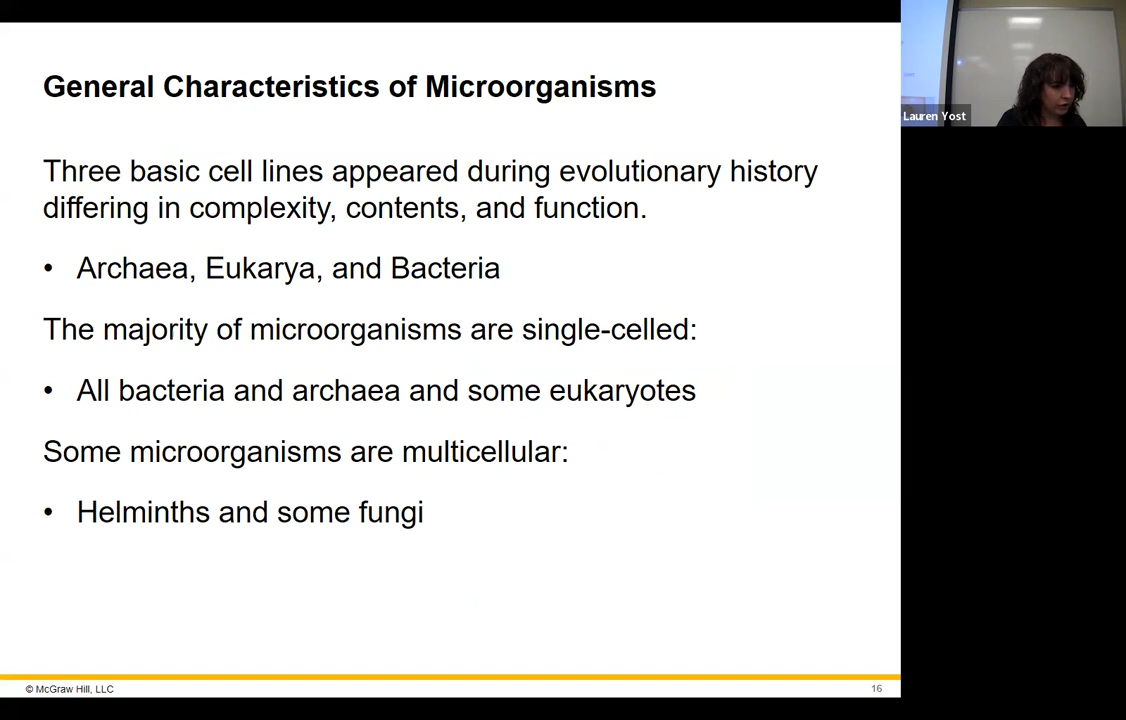 General Characteristics of Microorganisms
Lauren Yost
Three basic cell lines appeared during evolutionary history
differing in complexity, contents, and function.
• Archaea, Eukarya, and Bacteria
The majority of microorganisms are single-celled:
• All bacteria and archaea and some eukaryotes
Some microorganisms are multicellular:
• Helminths and some fungi
© McGraw Hill, LLC
16